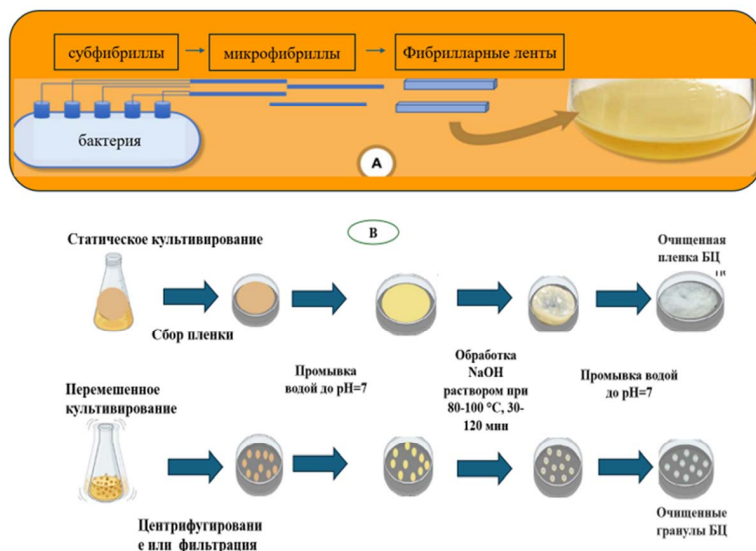 субфибриллы
микрофибриллы
Фибрилларные ленты
бактерия
A
B
Статическое культивирование
Очищенная
пленка БЦ
ти
Сбор пленки
Промывка
водой до pH=7
Обработка
NaOH
раствором при
80-100 °C, 30-
120 мин
Промывка водой
до pH=7
Перемешенное
культивирование
Центрифугировани
е или фильтрация
Очищенные
гранулы БЦ